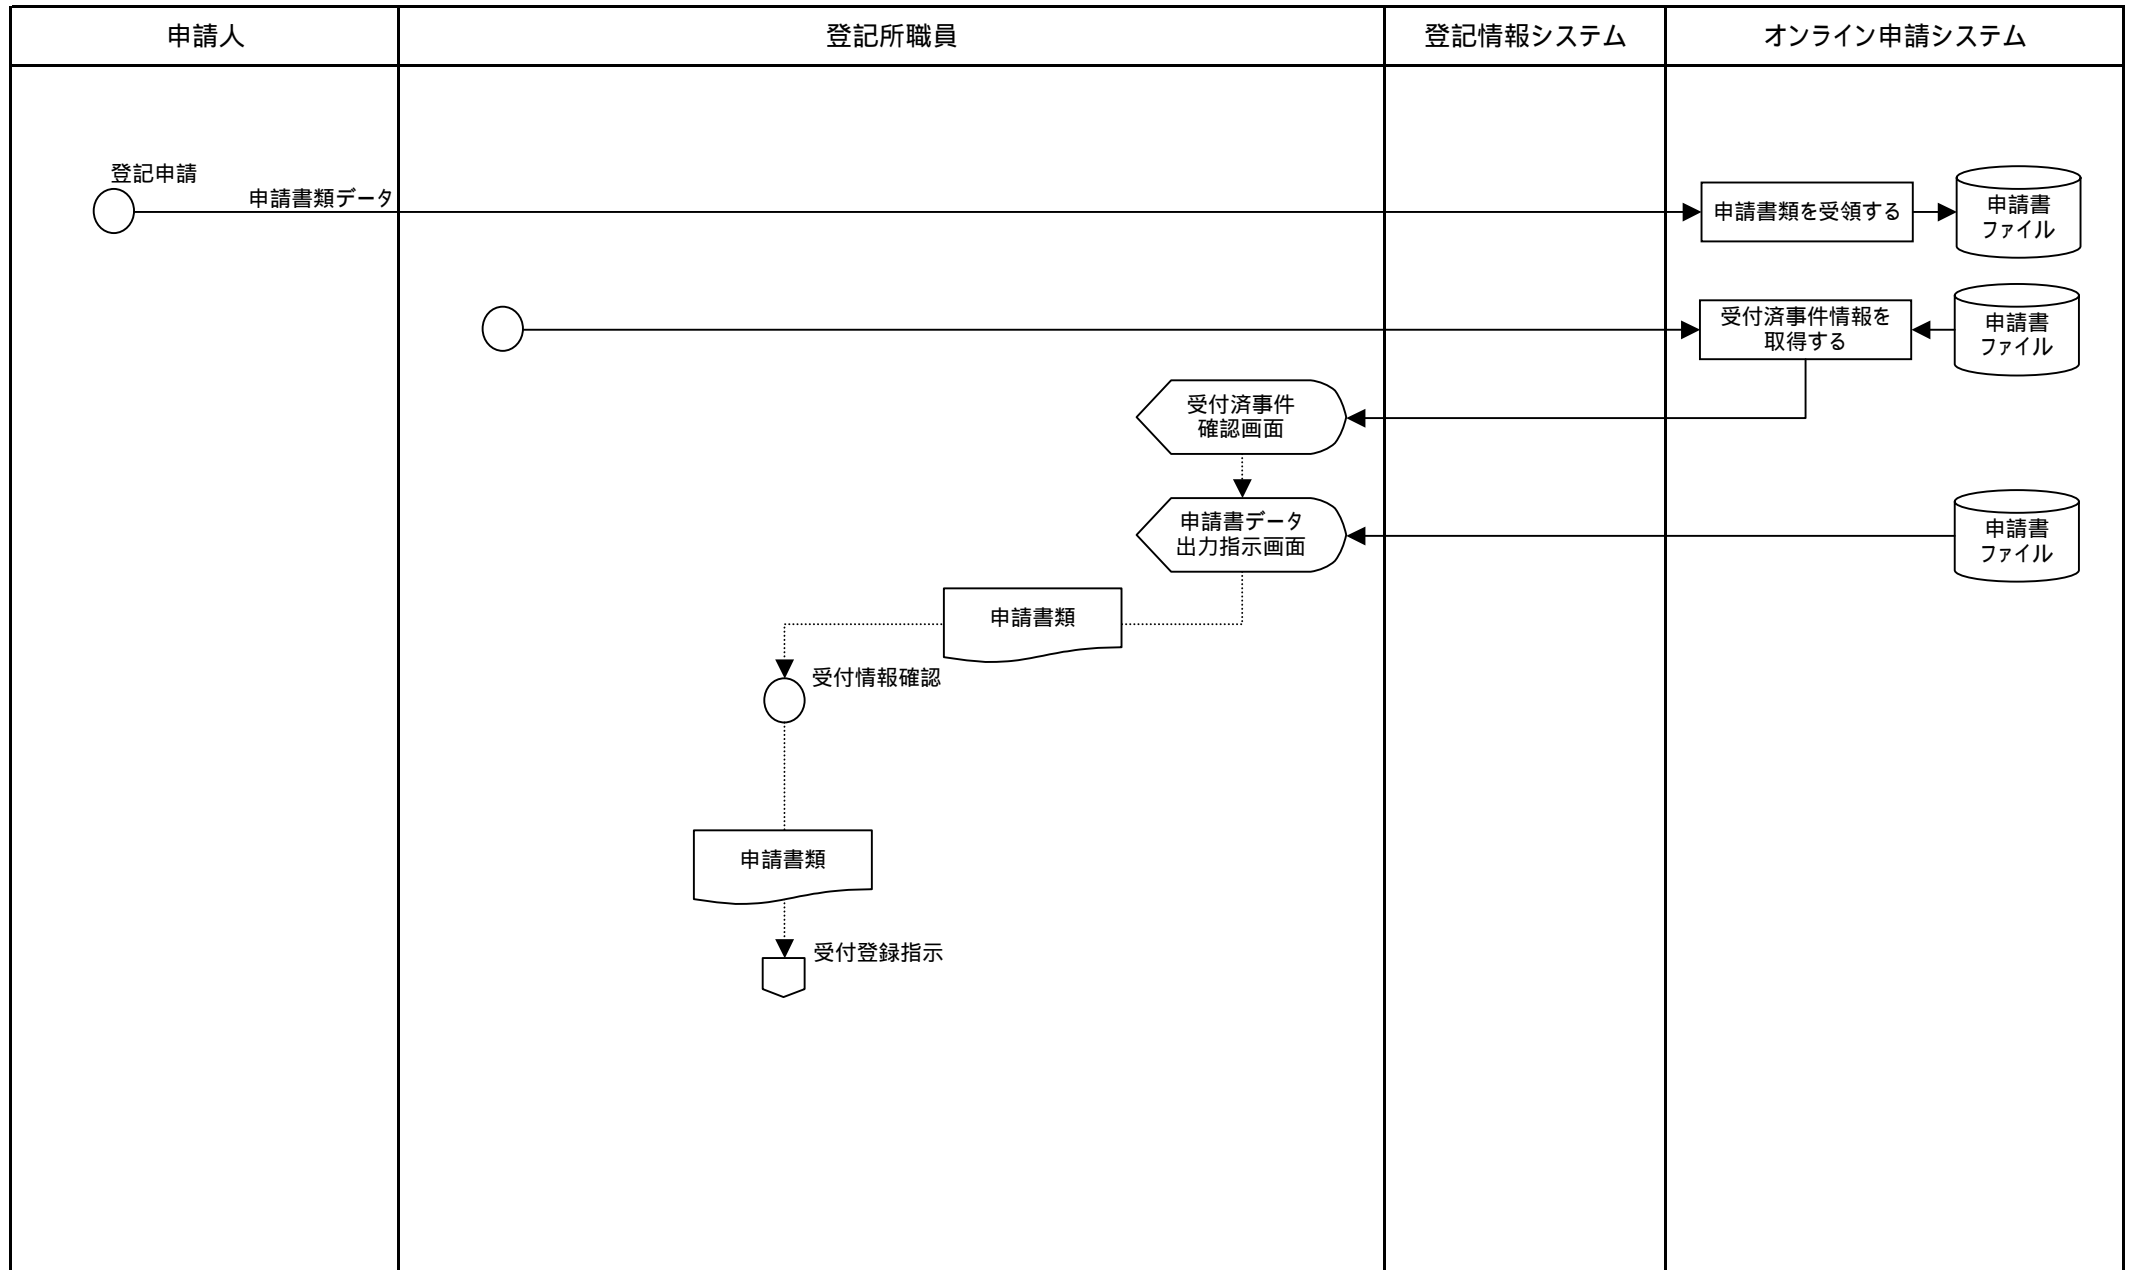 申請人
登記所職員
登記情報システム
オンライン申請システム
登記申請
申請書類データ
申請書類を受領する
申請書
ファイル
受付済事件情報を
取得する
申請書
ファイル
受付済事件
確認画面
申請書データ
出力指示画面
申請書
ファイル
申請書類
受付情報確認
申請書類
受付登録指示